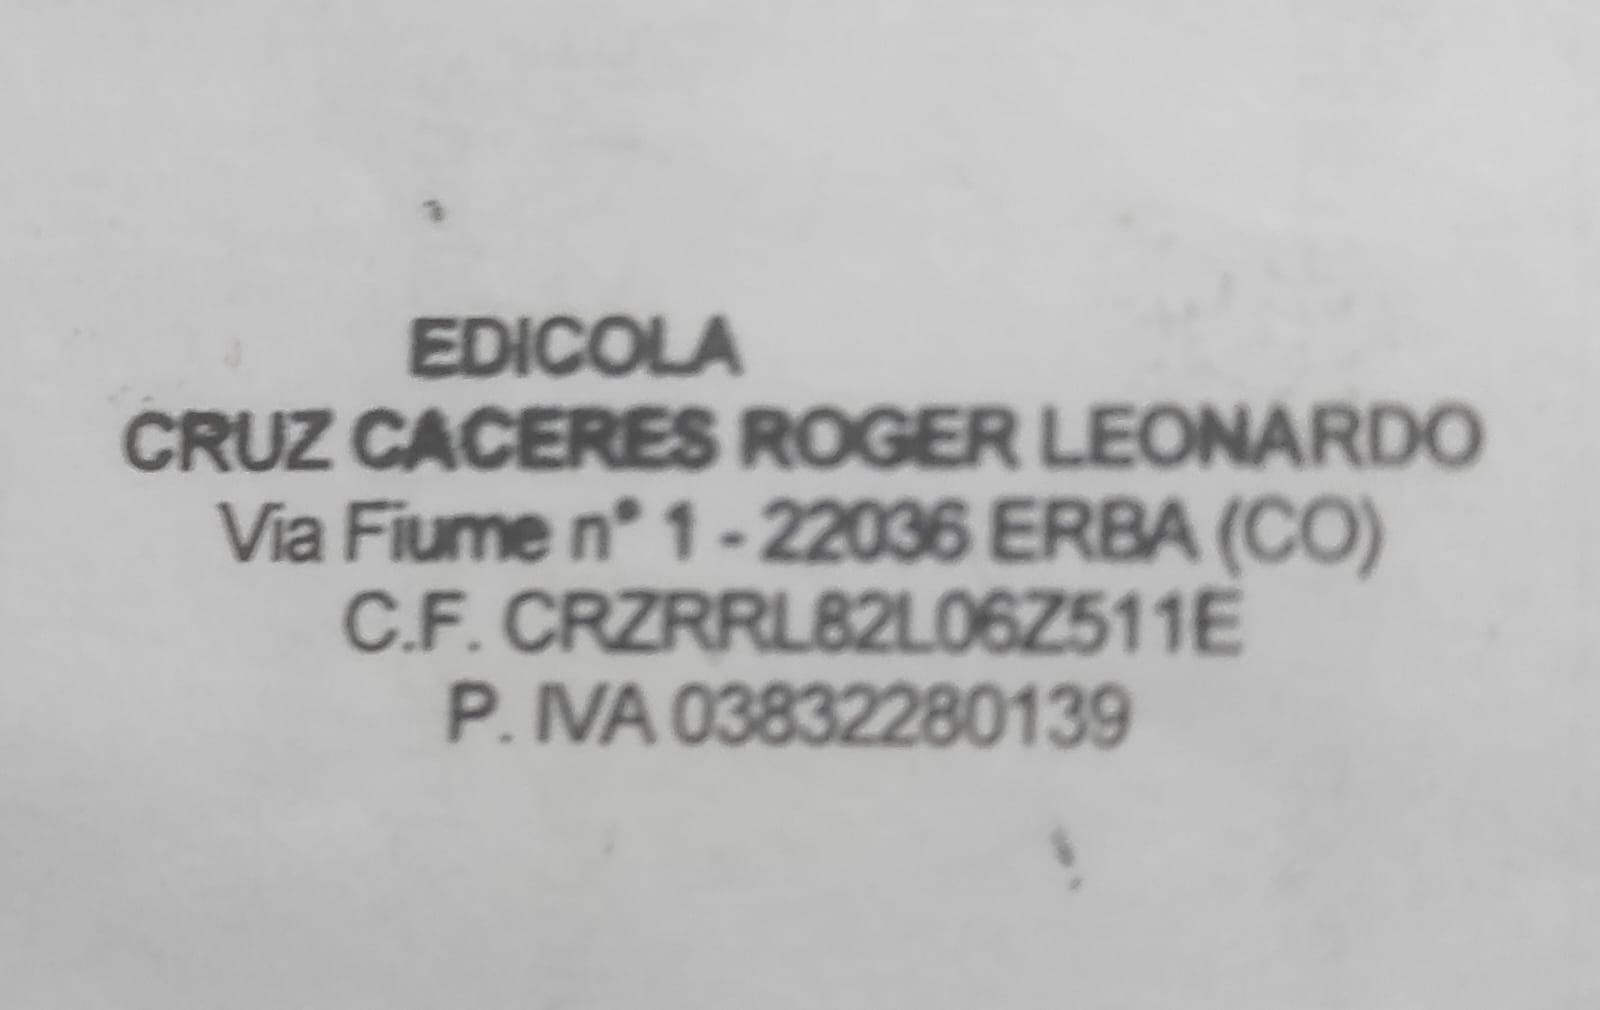 EDICOLA
CRUZ CACERES ROGER LEONARDO
Via Fiume n° 1 - 22036 ERBA (CO)
C.F. CRZRRL82L06Z511E
P. IVA 03832280139